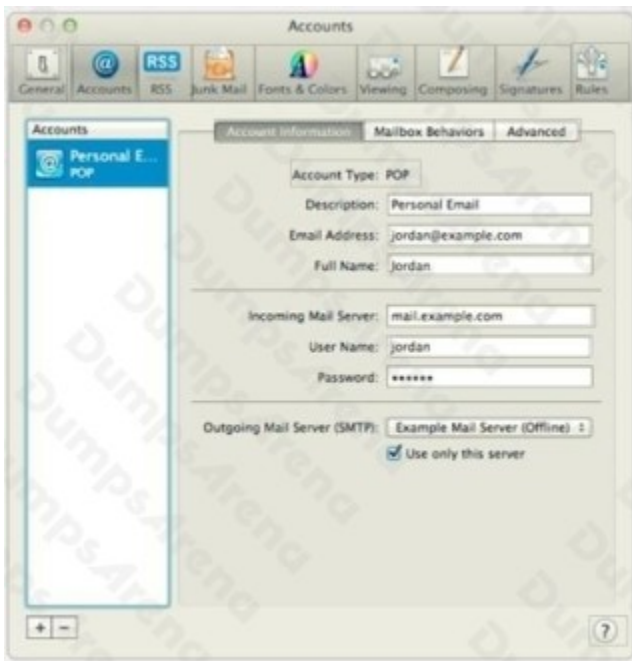 Accounts
General Accounts RSS RSS Junk Mail Fonts & Colors Viewing Composing Signatures Rules
Accounts
Personal E...
POP
Account Information Mailbox Behaviors Advanced
Account Type: POP
Description: Personal Email
Email Address: jordan@example.com
Full Name: Jordan
Incoming Mail Server: mail.example.com
User Name: jordan
Password: ••••••
Outgoing Mail Server (SMTP): Example Mail Server (Offline)
Use only this server
+ − ?
DumpsArena